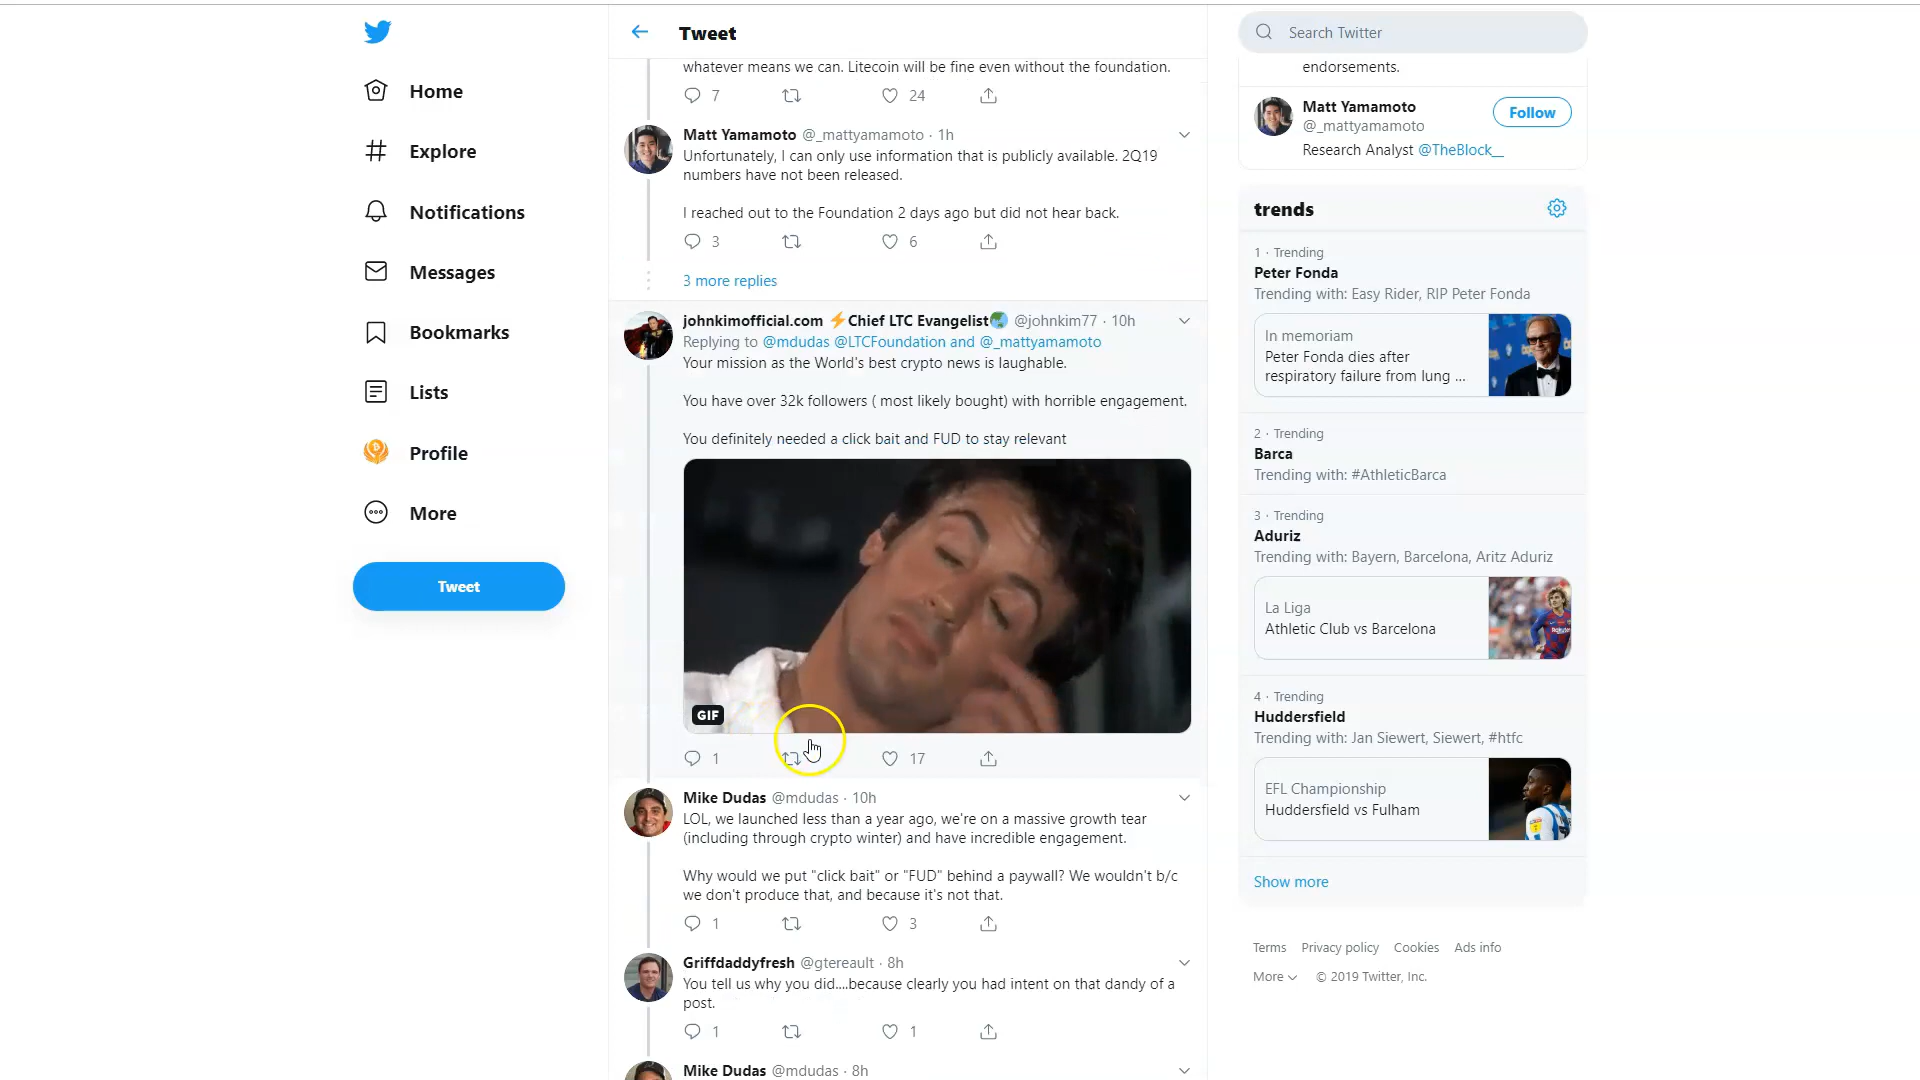 Home
Explore
Notifications
Messages
Bookmarks
Lists
Profile
More
Tweet
Tweet
whatever means we can. Litecoin will be fine even without the foundation.
7 24
Matt Yamamoto @_mattyamamoto · 1h
Unfortunately, I can only use information that is publicly available. 2Q19
numbers have not been released.
I reached out to the Foundation 2 days ago but did not hear back.
3 6
3 more replies
johnkimofficial.com ⚡Chief LTC Evangelist🌏 @johnkim77 · 10h
Replying to @mdudas @LTCFoundation and @_mattyamamoto
Your mission as the World's best crypto news is laughable.
You have over 32k followers ( most likely bought) with horrible engagement.
You definitely needed a click bait and FUD to stay relevant
GIF
1 17
Mike Dudas @mdudas · 10h
LOL, we launched less than a year ago, we're on a massive growth tear
(including through crypto winter) and have incredible engagement.
Why would we put "click bait" or "FUD" behind a paywall? We wouldn't b/c
we don't produce that, and because it's not that.
1 3
Griffdaddyfresh @gtereault · 8h
You tell us why you did....because clearly you had intent on that dandy of a
post.
1 1
Mike Dudas @mdudas · 8h
Search Twitter
endorsements.
Matt Yamamoto
@_mattyamamoto
Follow
Research Analyst @TheBlock__
trends
1 · Trending
Peter Fonda
Trending with: Easy Rider, RIP Peter Fonda
In memoriam
Peter Fonda dies after
respiratory failure from lung ...
2 · Trending
Barca
Trending with: #AthleticBarca
3 · Trending
Aduriz
Trending with: Bayern, Barcelona, Aritz Aduriz
La Liga
Athletic Club vs Barcelona
4 · Trending
Huddersfield
Trending with: Jan Siewert, Siewert, #htfc
EFL Championship
Huddersfield vs Fulham
Show more
Terms Privacy policy Cookies Ads info
More © 2019 Twitter, Inc.